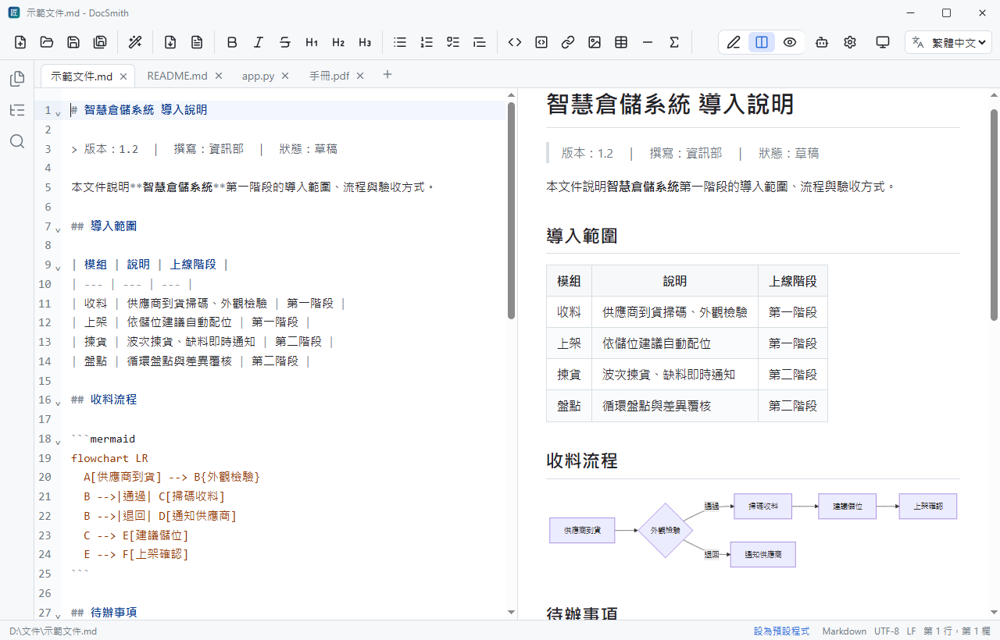 匠 示範文件.md - DocSmith
B I S H1 H2 H3 Σ 繁體中文
示範文件.md README.md app.py 手冊.pdf
1 # 智慧倉儲系統 導入說明
2
3 > 版本：1.2 ｜ 撰寫：資訊部 ｜ 狀態：草稿
4
5 本文件說明**智慧倉儲系統**第一階段的導入範圍、流程與驗收方式。
6
7 ## 導入範圍
8
9 | 模組 | 說明 | 上線階段 |
10 | --- | --- | --- |
11 | 收料 | 供應商到貨掃碼、外觀檢驗 | 第一階段 |
12 | 上架 | 依儲位建議自動配位 | 第一階段 |
13 | 揀貨 | 波次揀貨、缺料即時通知 | 第二階段 |
14 | 盤點 | 循環盤點與差異覆核 | 第二階段 |
15
16 ## 收料流程
17
18 ```mermaid
19 flowchart LR
20 A[供應商到貨] --> B{外觀檢驗}
21 B -->|通過| C[掃碼收料]
22 B -->|退回| D[通知供應商]
23 C --> E[建議儲位]
24 E --> F[上架確認]
25 ```
26
27 ## 待辦事項
智慧倉儲系統 導入說明
版本：1.2 ｜ 撰寫：資訊部 ｜ 狀態：草稿
本文件說明智慧倉儲系統第一階段的導入範圍、流程與驗收方式。
導入範圍
模組 說明 上線階段
收料 供應商到貨掃碼、外觀檢驗 第一階段
上架 依儲位建議自動配位 第一階段
揀貨 波次揀貨、缺料即時通知 第二階段
盤點 循環盤點與差異覆核 第二階段
收料流程
供應商到貨 外觀檢驗 通過 掃碼收料 建議儲位 上架確認
退回 通知供應商
待辦事項
D:\文件\示範文件.md 設為預設程式 Markdown UTF-8 LF 第 1 行，第 1 欄